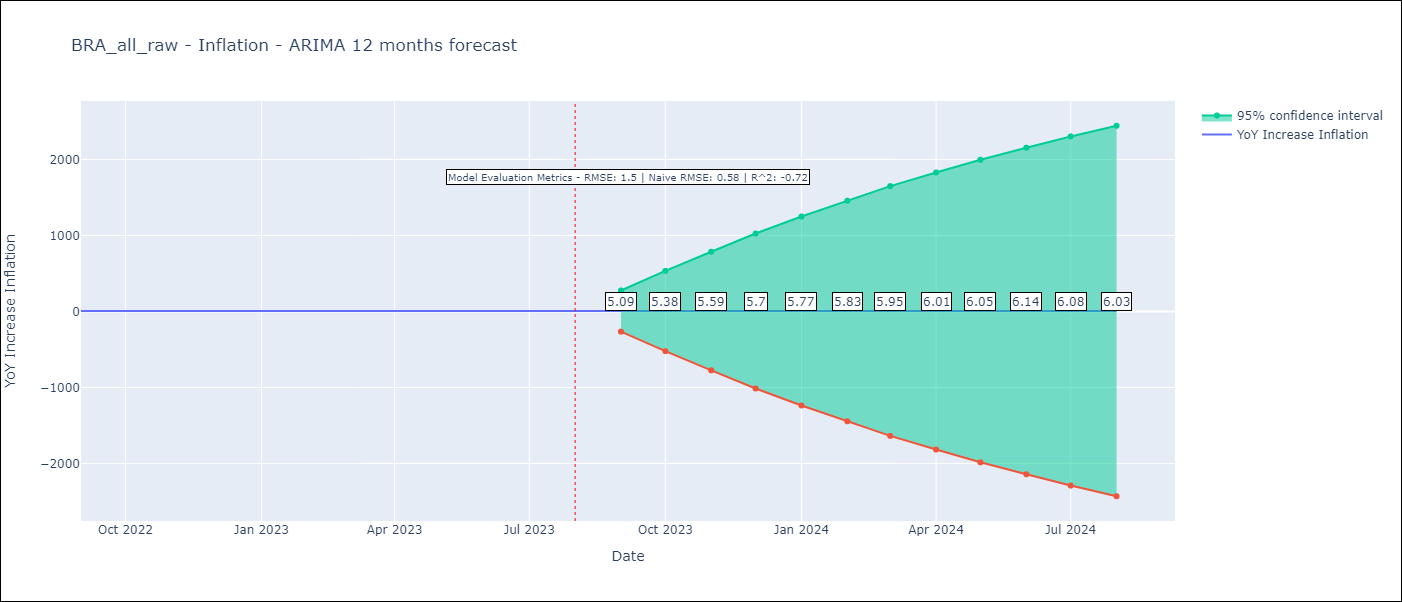 BRA_all_raw - Inflation - ARIMA 12 months forecast
95% confidence interval
YoY Increase Inflation
Model Evaluation Metrics - RMSE: 1.5 | Naive RMSE: 0.58 | R^2: -0.72
2000
1000
0
−1000
−2000
YoY Increase Inflation
5.09 5.38 5.59 5.7 5.77 5.83 5.95 6.01 6.05 6.14 6.08 6.03
Oct 2022 Jan 2023 Apr 2023 Jul 2023 Oct 2023 Jan 2024 Apr 2024 Jul 2024
Date